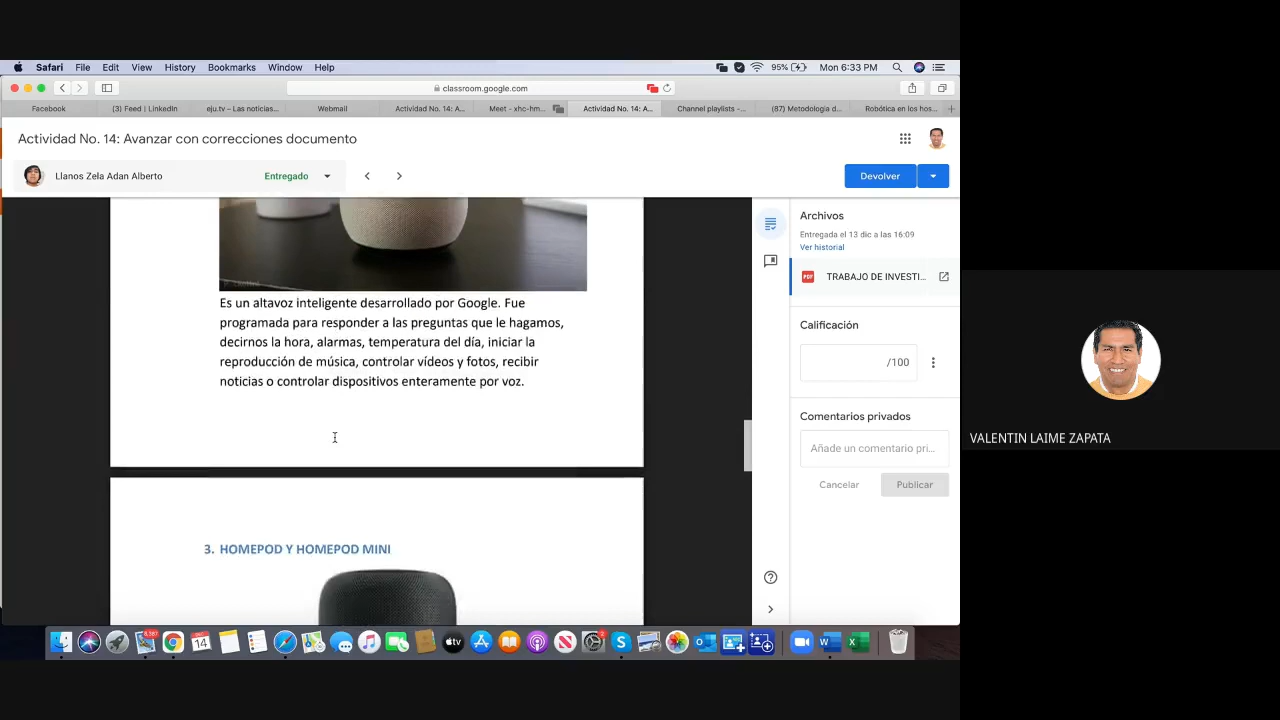 Safari File Edit View History Bookmarks Window Help 95% Mon 6:33 PM
classroom.google.com
Facebook (3) Feed | LinkedIn eju.tv – Las noticias... Webmail Actividad No. 14: A... Meet – xhc-hm... Actividad No. 14: A... Channel playlists -... (87) Metodologia d... Robótica en los hos...
Actividad No. 14: Avanzar con correcciones documento
Llanos Zela Adan Alberto Entregado Devolver
Es un altavoz inteligente desarrollado por Google. Fue
programada para responder a las preguntas que le hagamos,
decirnos la hora, alarmas, temperatura del día, iniciar la
reproducción de música, controlar vídeos y fotos, recibir
noticias o controlar dispositivos enteramente por voz.
3. HOMEPOD Y HOMEPOD MINI
Archivos
Entregada el 13 dic a las 16:09
Ver historial
PDF TRABAJO DE INVESTI...
Calificación
/100
Comentarios privados
Añade un comentario pri...
Cancelar Publicar
VALENTIN LAIME ZAPATA
14
tv